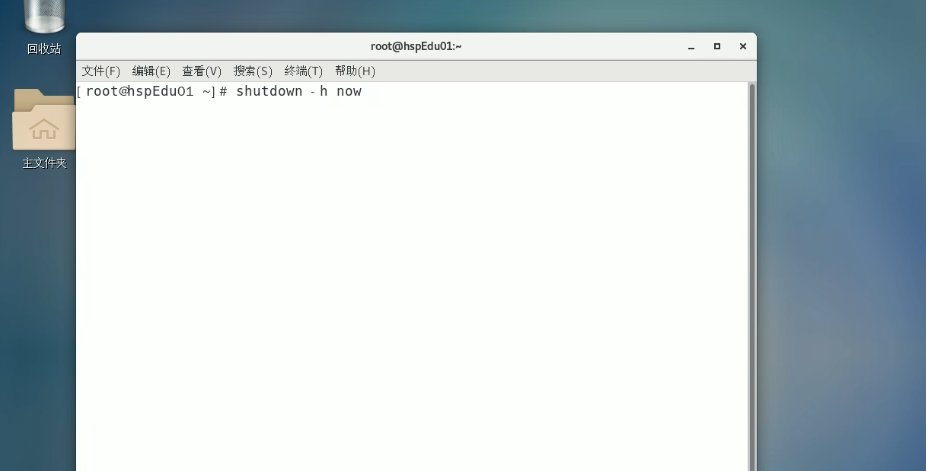 回收站
root@hspEdu01:~
文件(F) 编辑(E) 查看(V) 搜索(S) 终端(T) 帮助(H)
[root@hspEdu01 ~]# shutdown -h now
主文件夹